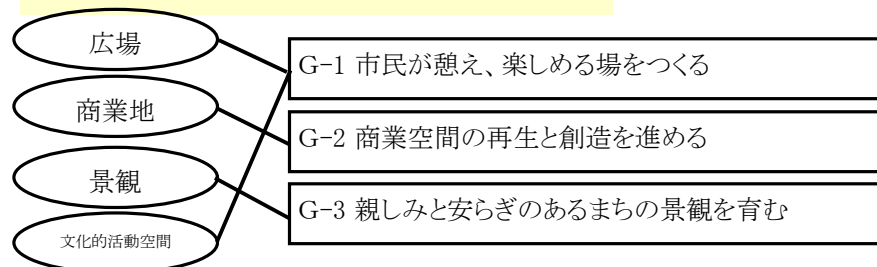 広場
G-1 市民が憩え、楽しめる場をつくる
商業地
G-2 商業空間の再生と創造を進める
景観
G-3 親しみと安らぎのあるまちの景観を育む
文化的活動空間